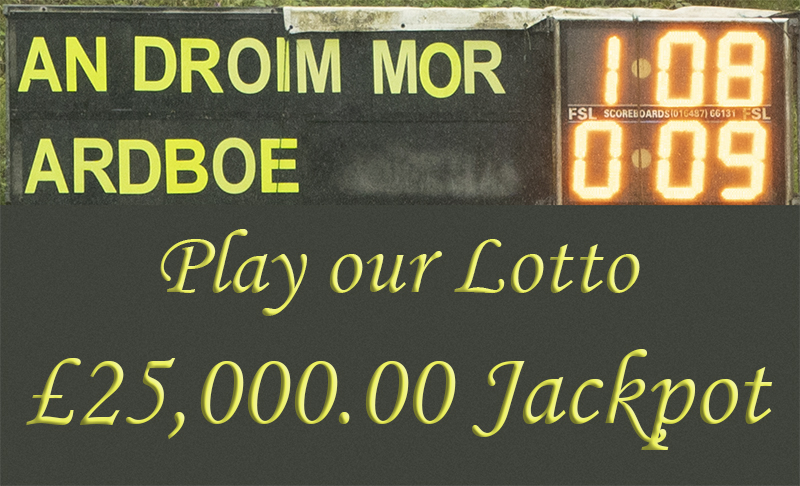 AN DROIM MOR 1:08
FSL SCOREBOARDS (016487) 66131 FSL
ARDBOE 0:09
Play our Lotto
£25,000.00 Jackpot